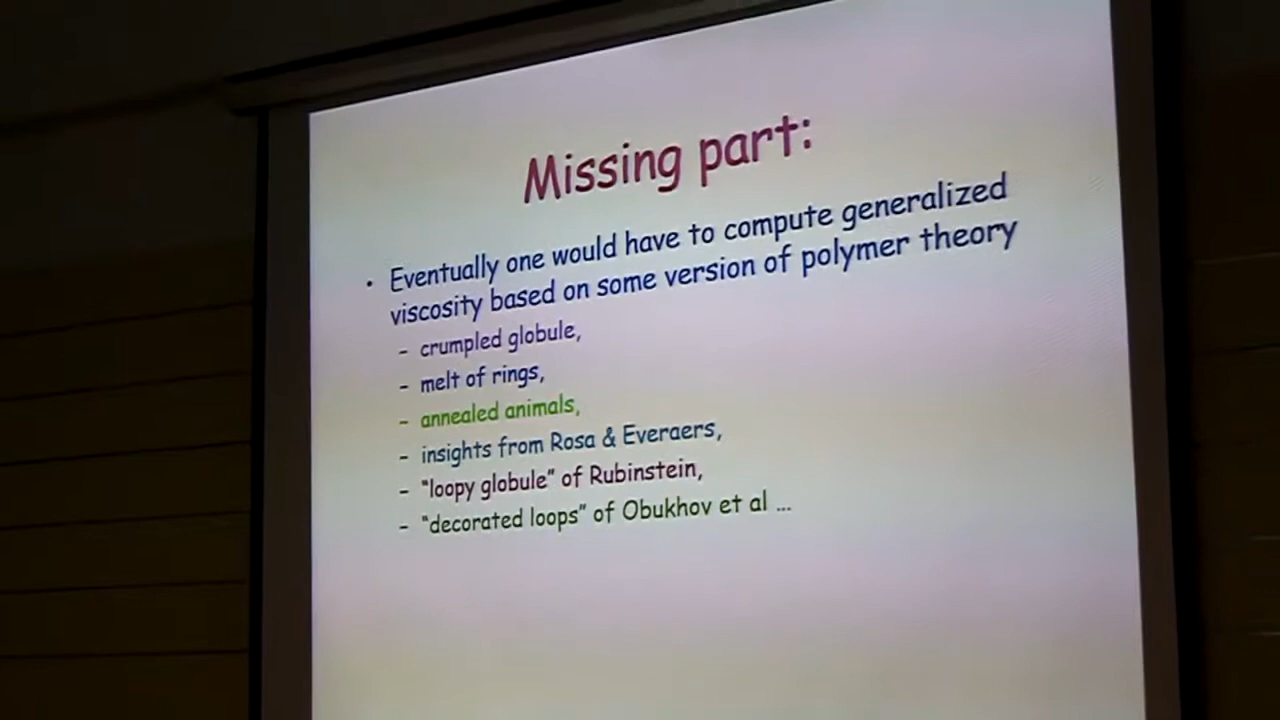 Missing part:
• Eventually one would have to compute generalized
viscosity based on some version of polymer theory
– crumpled globule,
– melt of rings,
– annealed animals,
– insights from Rosa & Everaers,
– “loopy globule” of Rubinstein,
– “decorated loops” of Obukhov et al ...